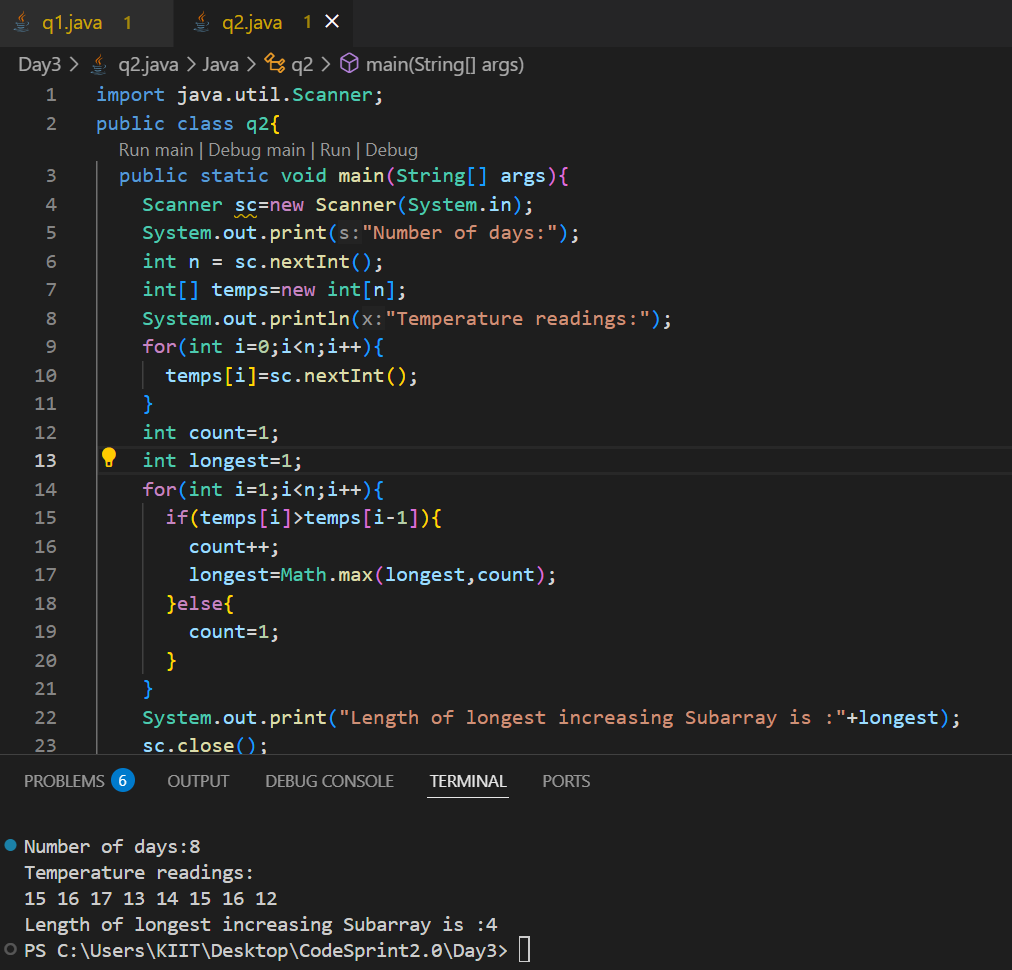 q1.java 1 q2.java 1
Day3 > q2.java > Java > q2 > main(String[] args)
1 import java.util.Scanner;
2 public class q2{
Run main | Debug main | Run | Debug
3 public static void main(String[] args){
4 Scanner sc=new Scanner(System.in);
5 System.out.print(s:"Number of days:");
6 int n = sc.nextInt();
7 int[] temps=new int[n];
8 System.out.println(x:"Temperature readings:");
9 for(int i=0;i<n;i++){
10 temps[i]=sc.nextInt();
11 }
12 int count=1;
13 int longest=1;
14 for(int i=1;i<n;i++){
15 if(temps[i]>temps[i-1]){
16 count++;
17 longest=Math.max(longest,count);
18 }else{
19 count=1;
20 }
21 }
22 System.out.print("Length of longest increasing Subarray is :"+longest);
23 sc.close();
PROBLEMS 6 OUTPUT DEBUG CONSOLE TERMINAL PORTS
Number of days:8
Temperature readings:
15 16 17 13 14 15 16 12
Length of longest increasing Subarray is :4
PS C:\Users\KIIT\Desktop\CodeSprint2.0\Day3>